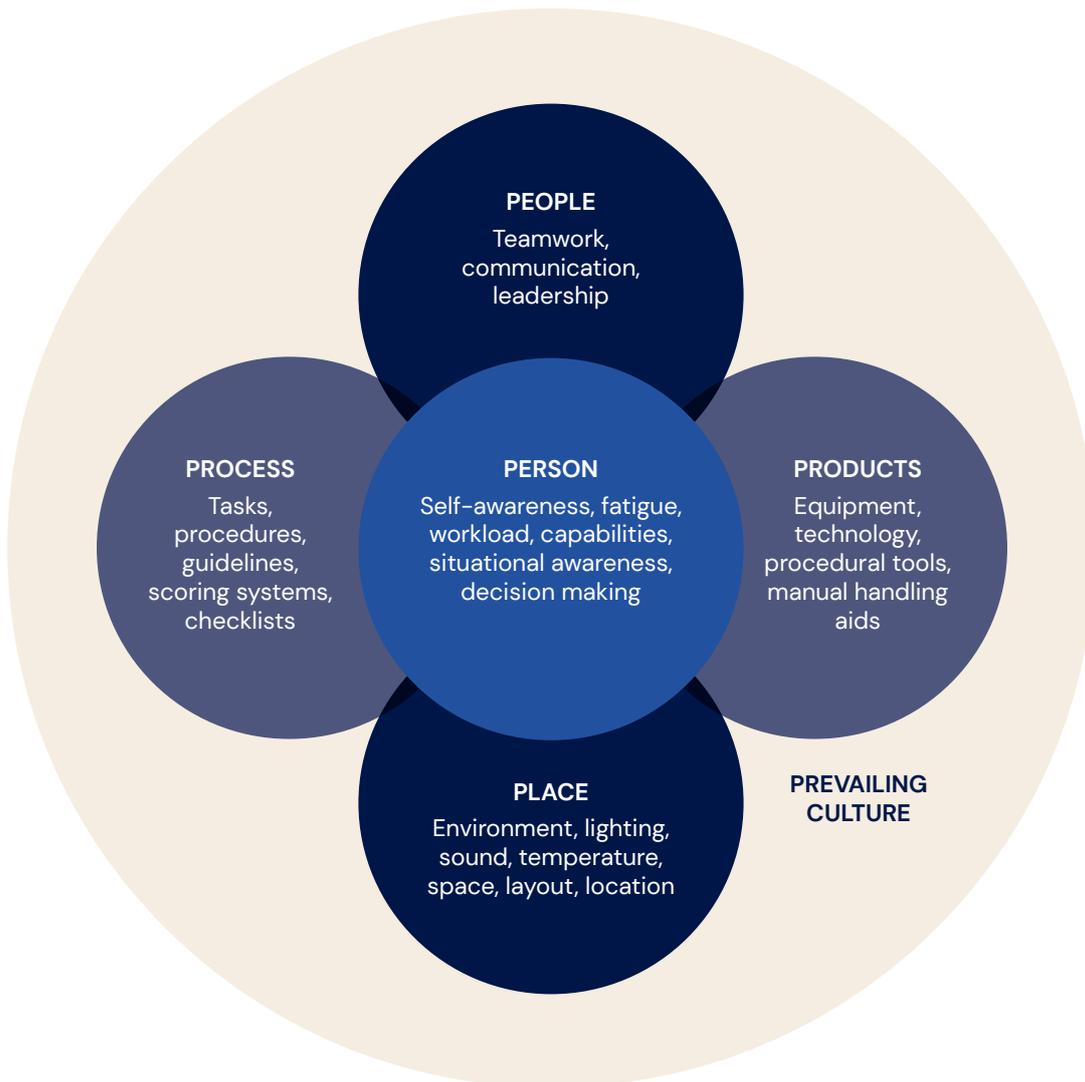 PEOPLE
Teamwork,
communication,
leadership
PROCESS
Tasks,
procedures,
guidelines,
scoring systems,
checklists
PERSON
Self-awareness, fatigue,
workload, capabilities,
situational awareness,
decision making
PRODUCTS
Equipment,
technology,
procedural tools,
manual handling
aids
PLACE
Environment, lighting,
sound, temperature,
space, layout, location
PREVAILING
CULTURE